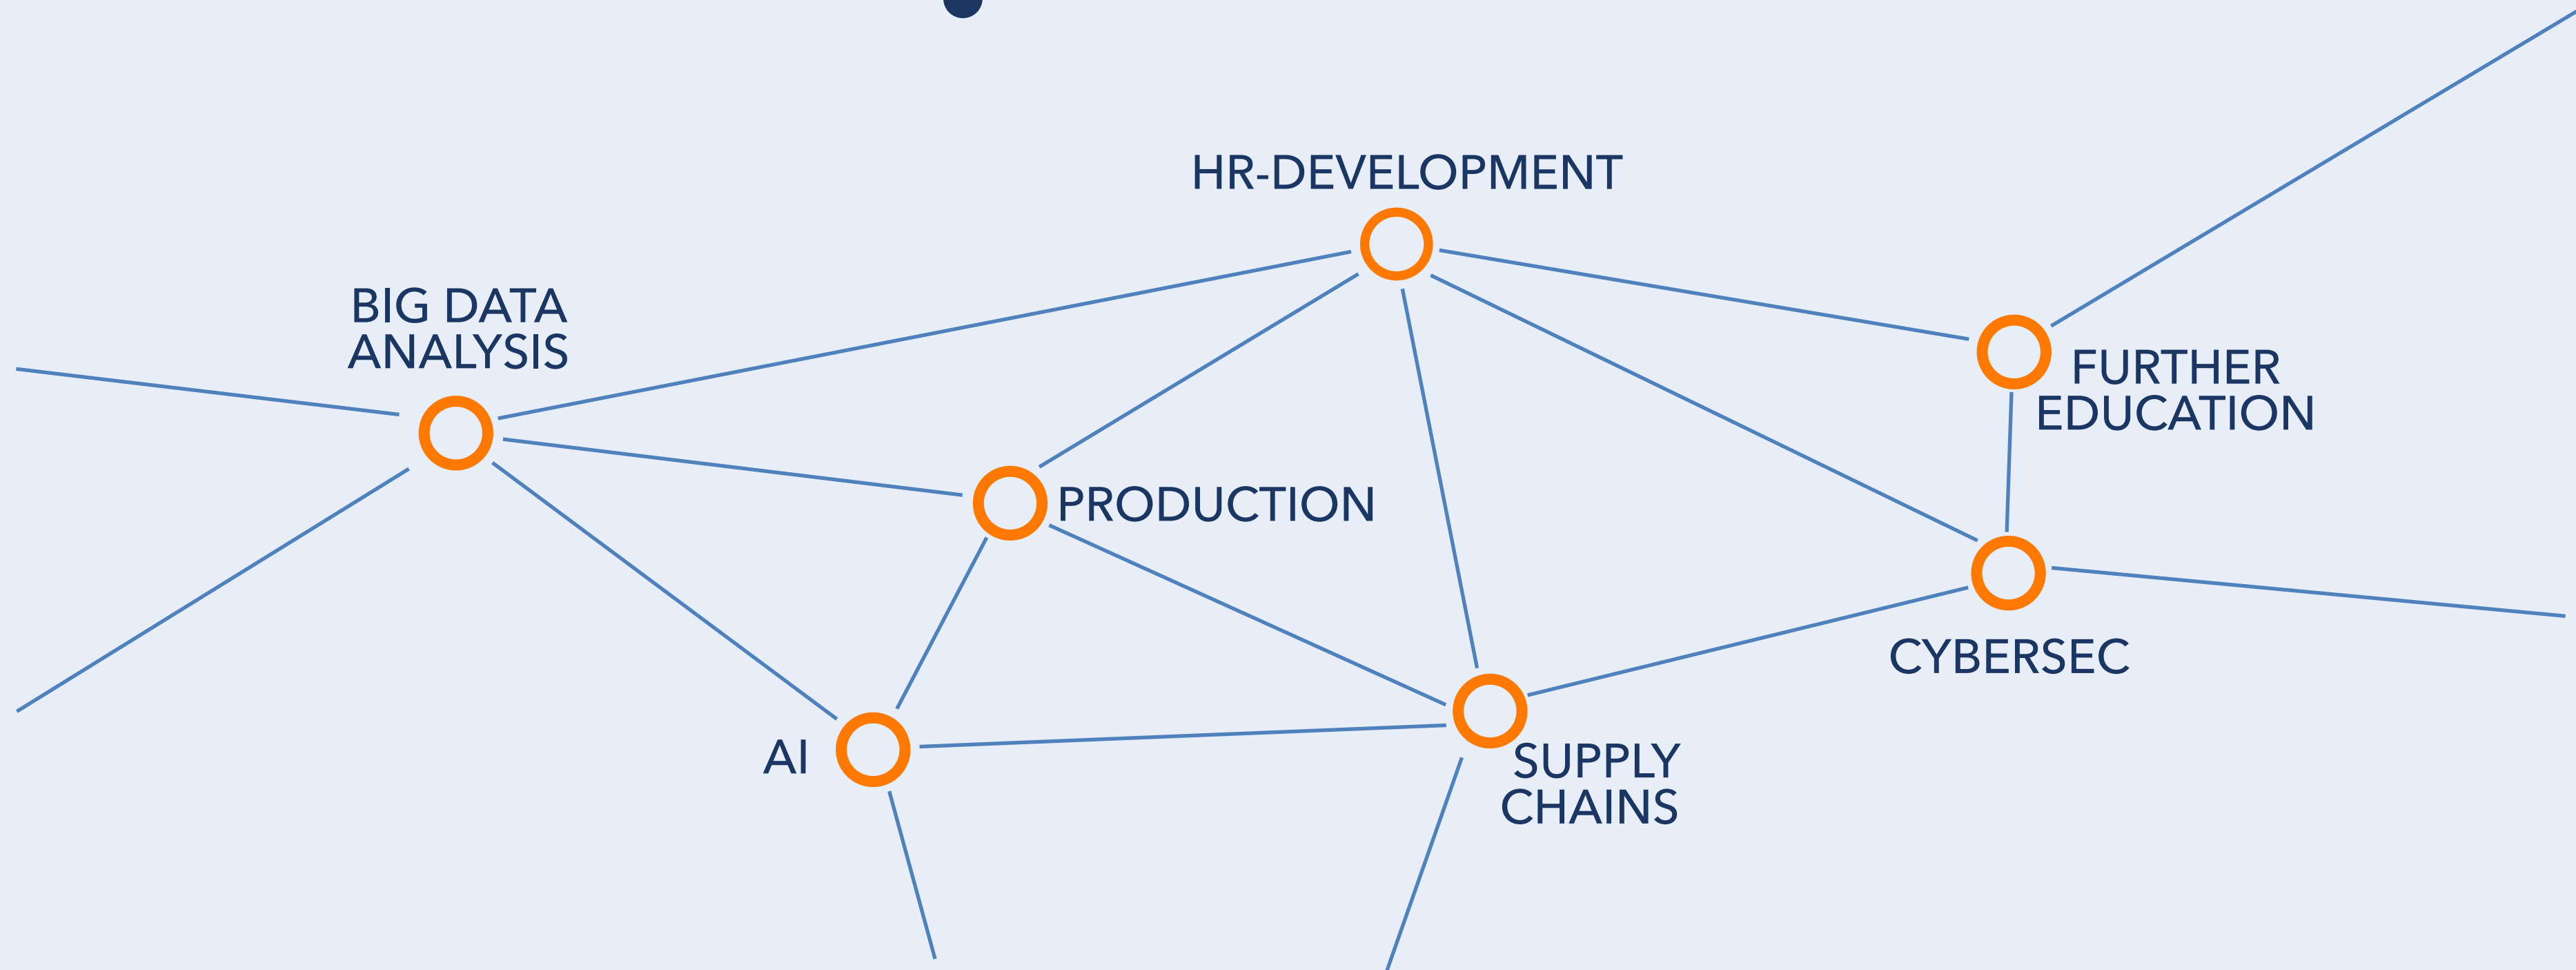 HR-DEVELOPMENT
BIG DATA
ANALYSIS
FURTHER
EDUCATION
PRODUCTION
CYBERSEC
AI
SUPPLY
CHAINS